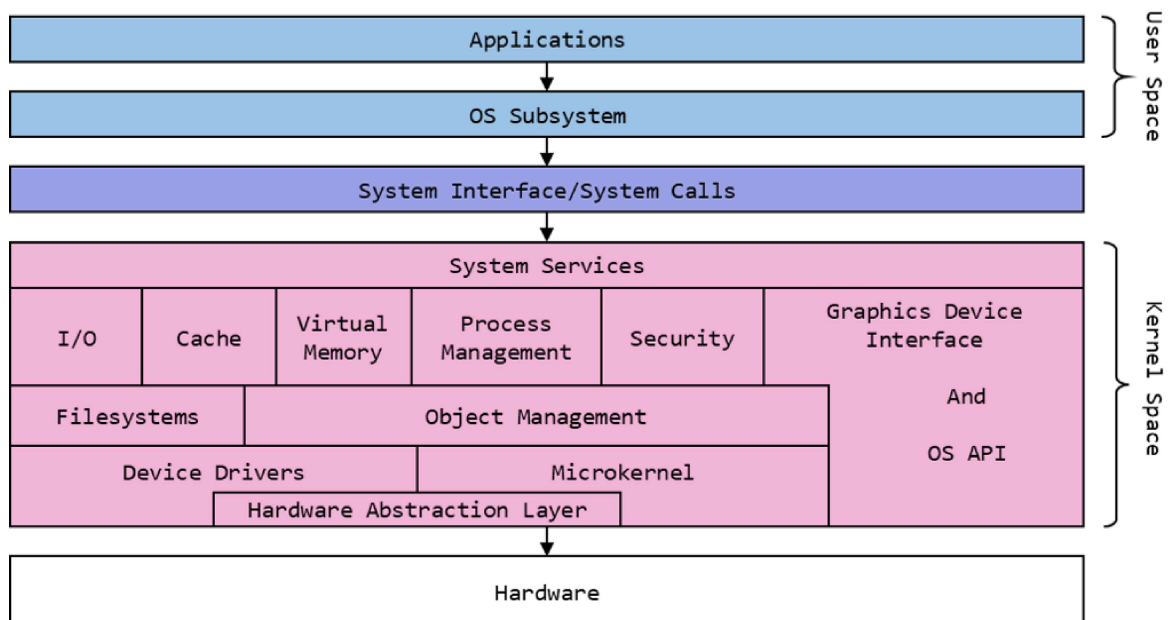 Applications
User Space
OS Subsystem
System Interface/System Calls
System Services
I/O
Cache
Virtual
Memory
Process
Management
Security
Graphics Device
Interface
And
OS API
Kernel Space
Filesystems
Object Management
Device Drivers
Microkernel
Hardware Abstraction Layer
Hardware